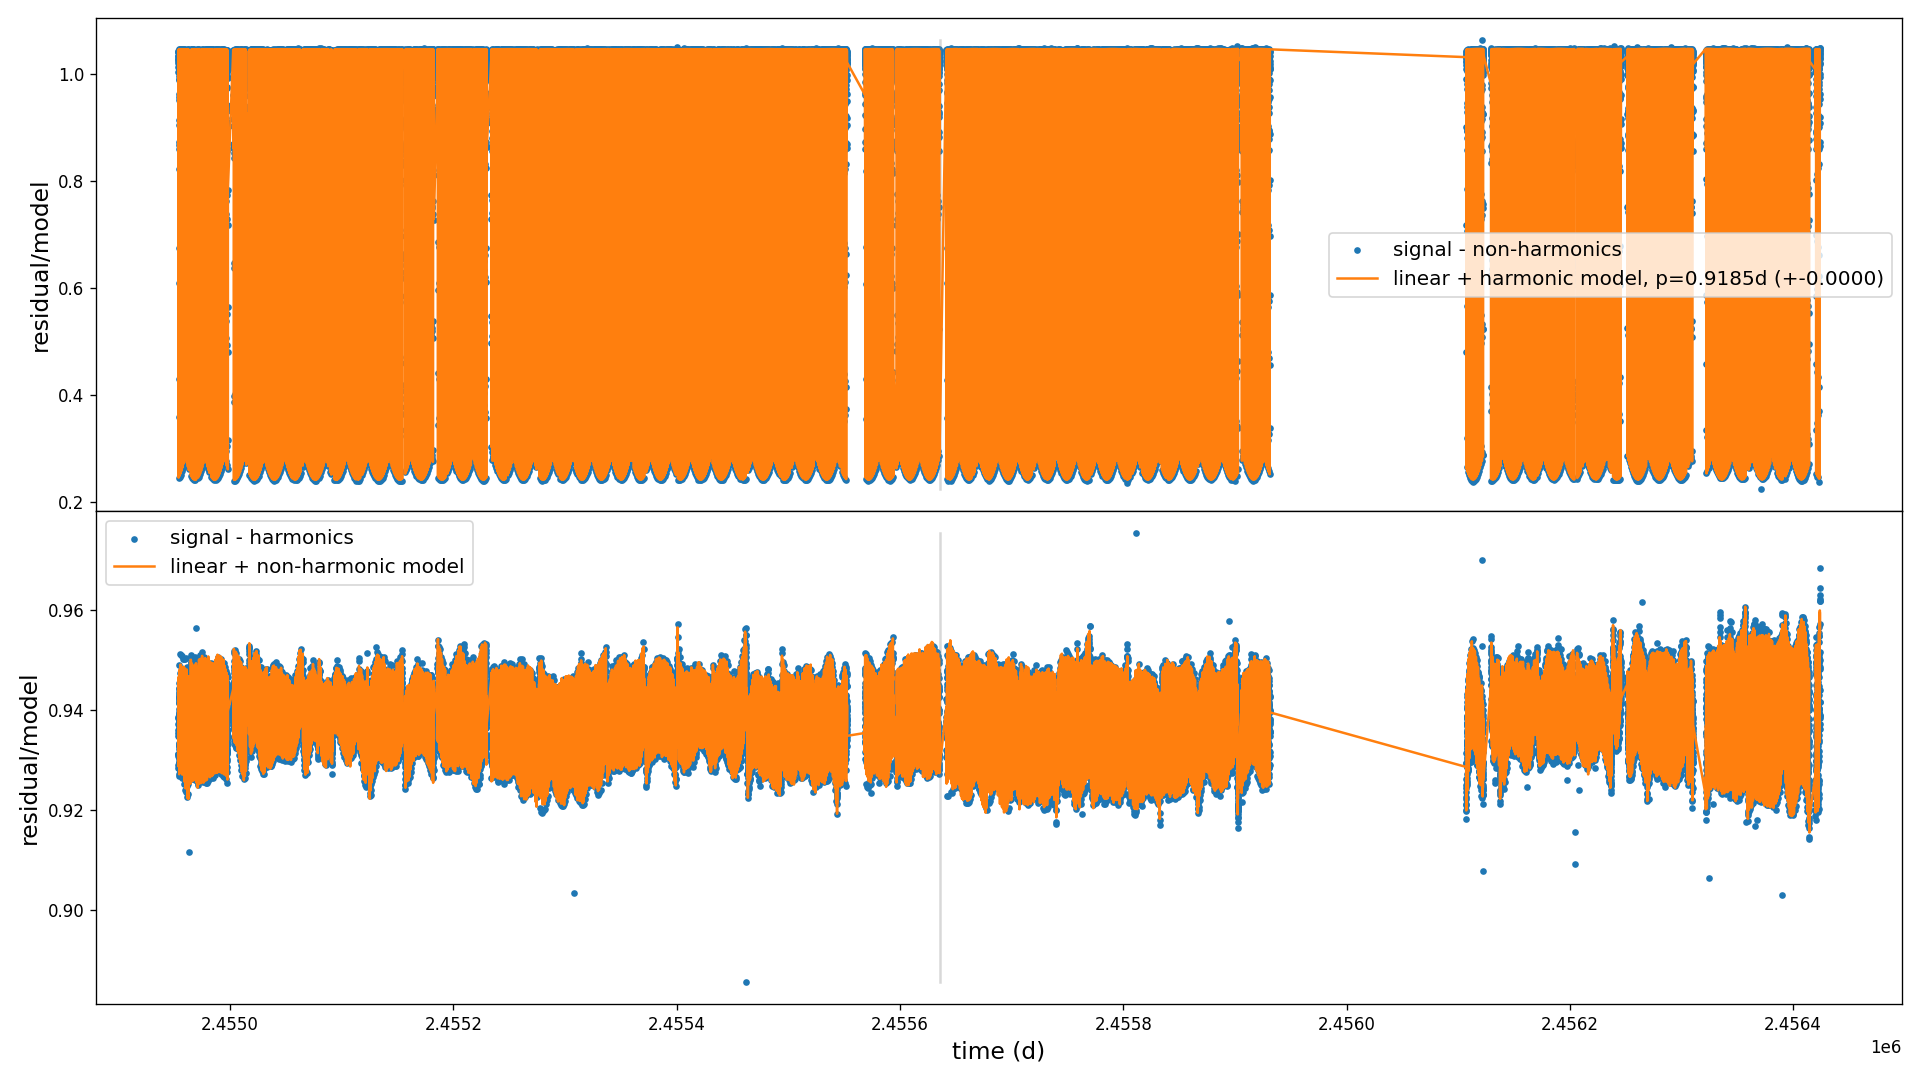 residual/model
1.0
0.8
0.6
0.4
0.2
signal - non-harmonics
linear + harmonic model, p=0.9185d (+-0.0000)
residual/model
0.96
0.94
0.92
0.90
signal - harmonics
linear + non-harmonic model
2.4550 2.4552 2.4554 2.4556 2.4558 2.4560 2.4562 2.4564
time (d)
1e6